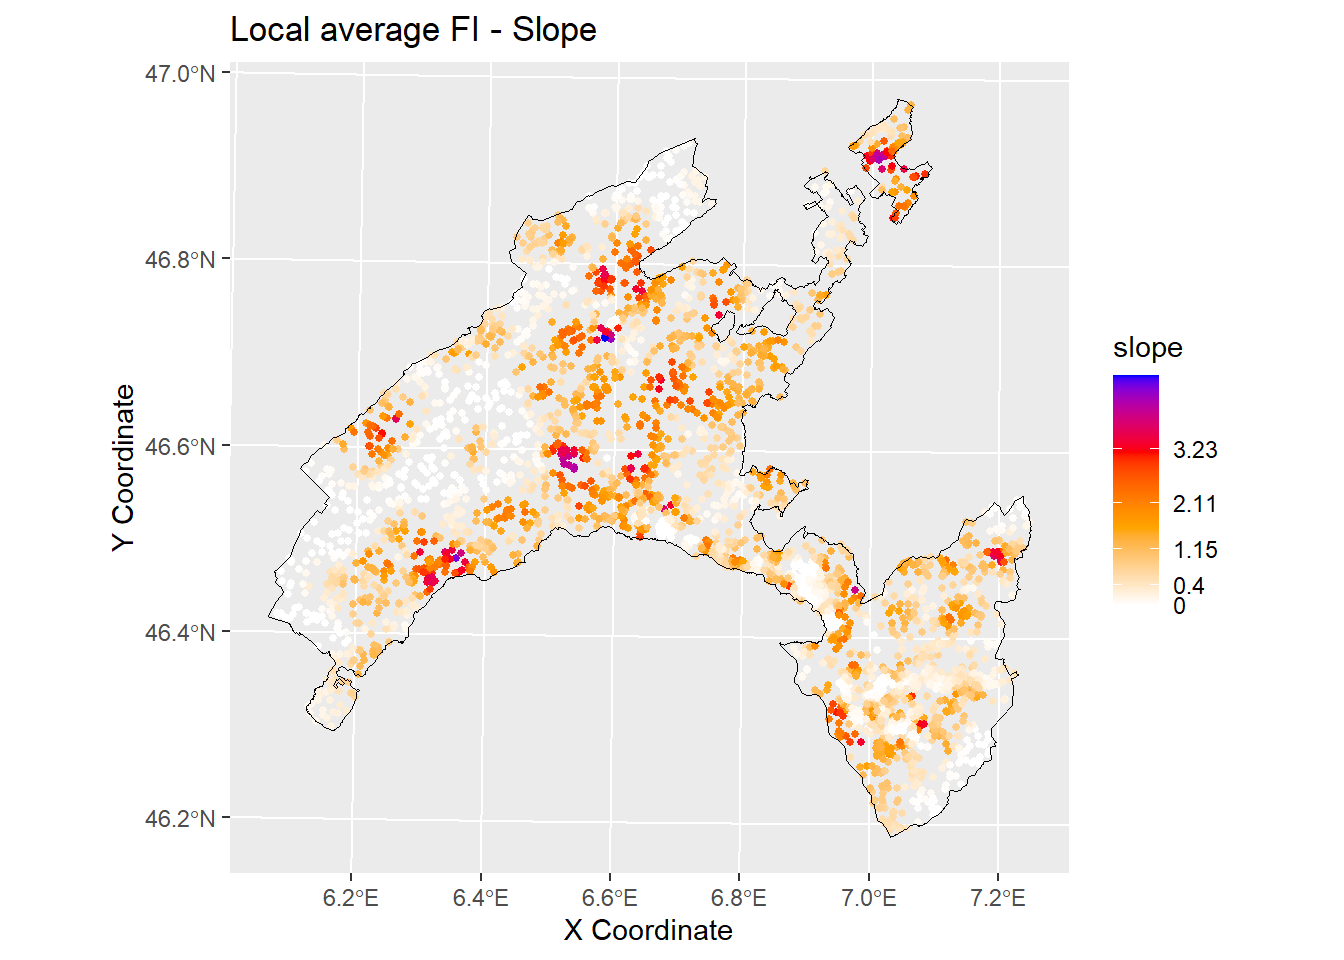 Local average FI - Slope
47.0°N
46.8°N
46.6°N
46.4°N
46.2°N
Y Coordinate
6.2°E
6.4°E
6.6°E
6.8°E
7.0°E
7.2°E
X Coordinate
slope
3.23
2.11
1.15
0.4
0